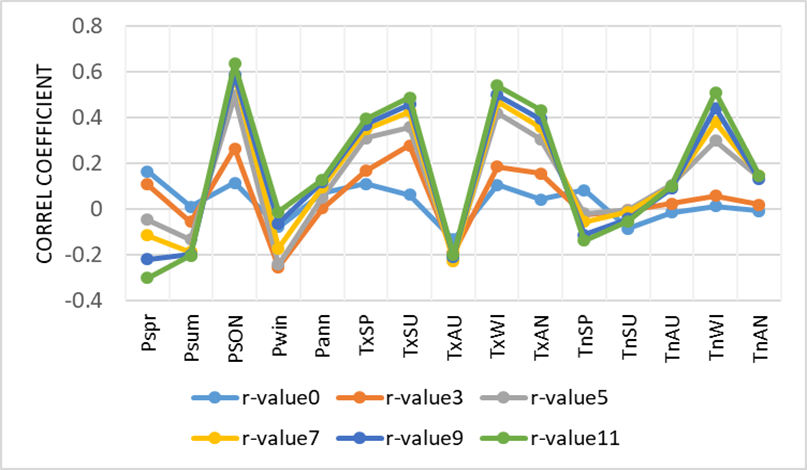 0.8
0.6
0.4
0.2
0
-0.2
-0.4
CORREL COEFFICIENT
Pspr
Psum
PSON
Pwin
Pann
TxSP
TxSU
TxAU
TxWI
TxAN
TnSP
TnSU
TnAU
TnWI
TnAN
r-value0 r-value3 r-value5
r-value7 r-value9 r-value11